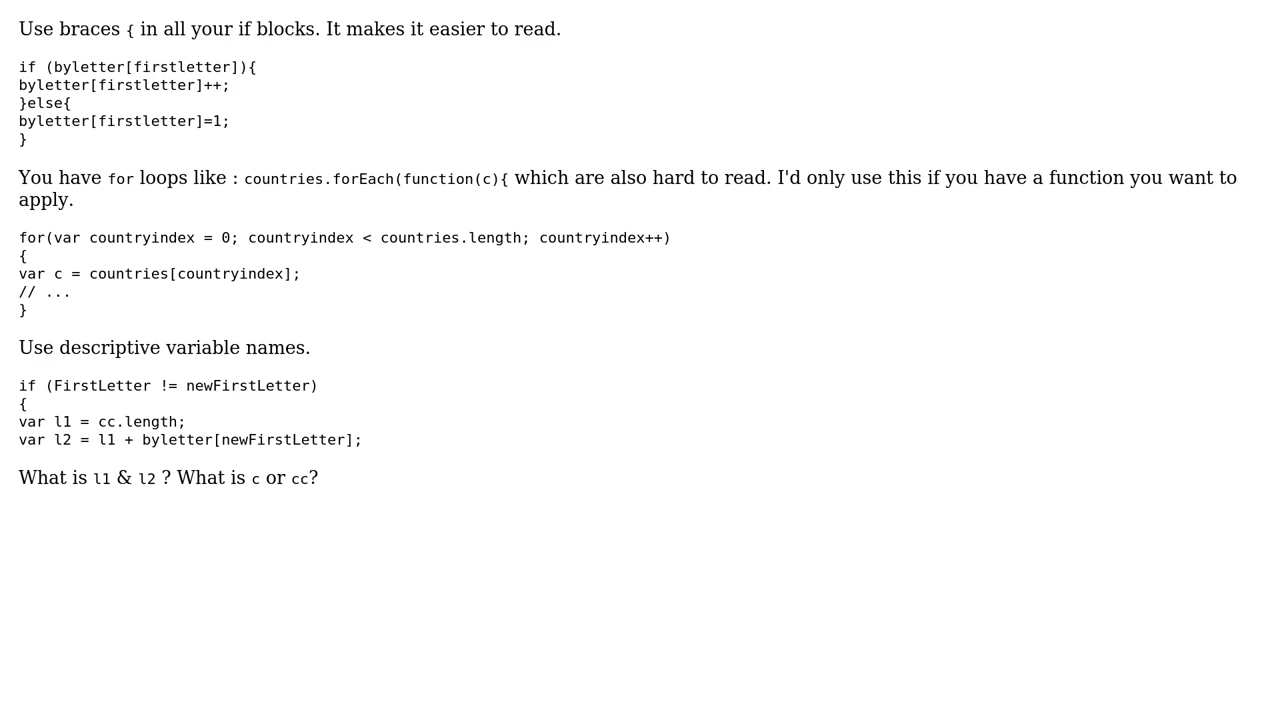 Use braces { in all your if blocks. It makes it easier to read.
if (byletter[firstletter]){
byletter[firstletter]++;
}else{
byletter[firstletter]=1;
}
You have for loops like : countries.forEach(function(c){ which are also hard to read. I'd only use this if you have a function you want to
apply.
for(var countryindex = 0; countryindex < countries.length; countryindex++)
{
var c = countries[countryindex];
// ...
}
Use descriptive variable names.
if (FirstLetter != newFirstLetter)
{
var l1 = cc.length;
var l2 = l1 + byletter[newFirstLetter];
What is l1 & l2 ? What is c or cc?